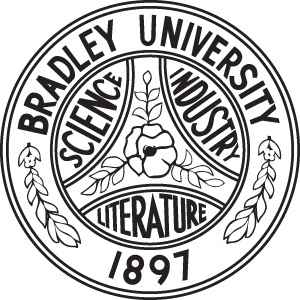 BRADLEY UNIVERSITY
SCIENCE
INDUSTRY
LITERATURE
1897